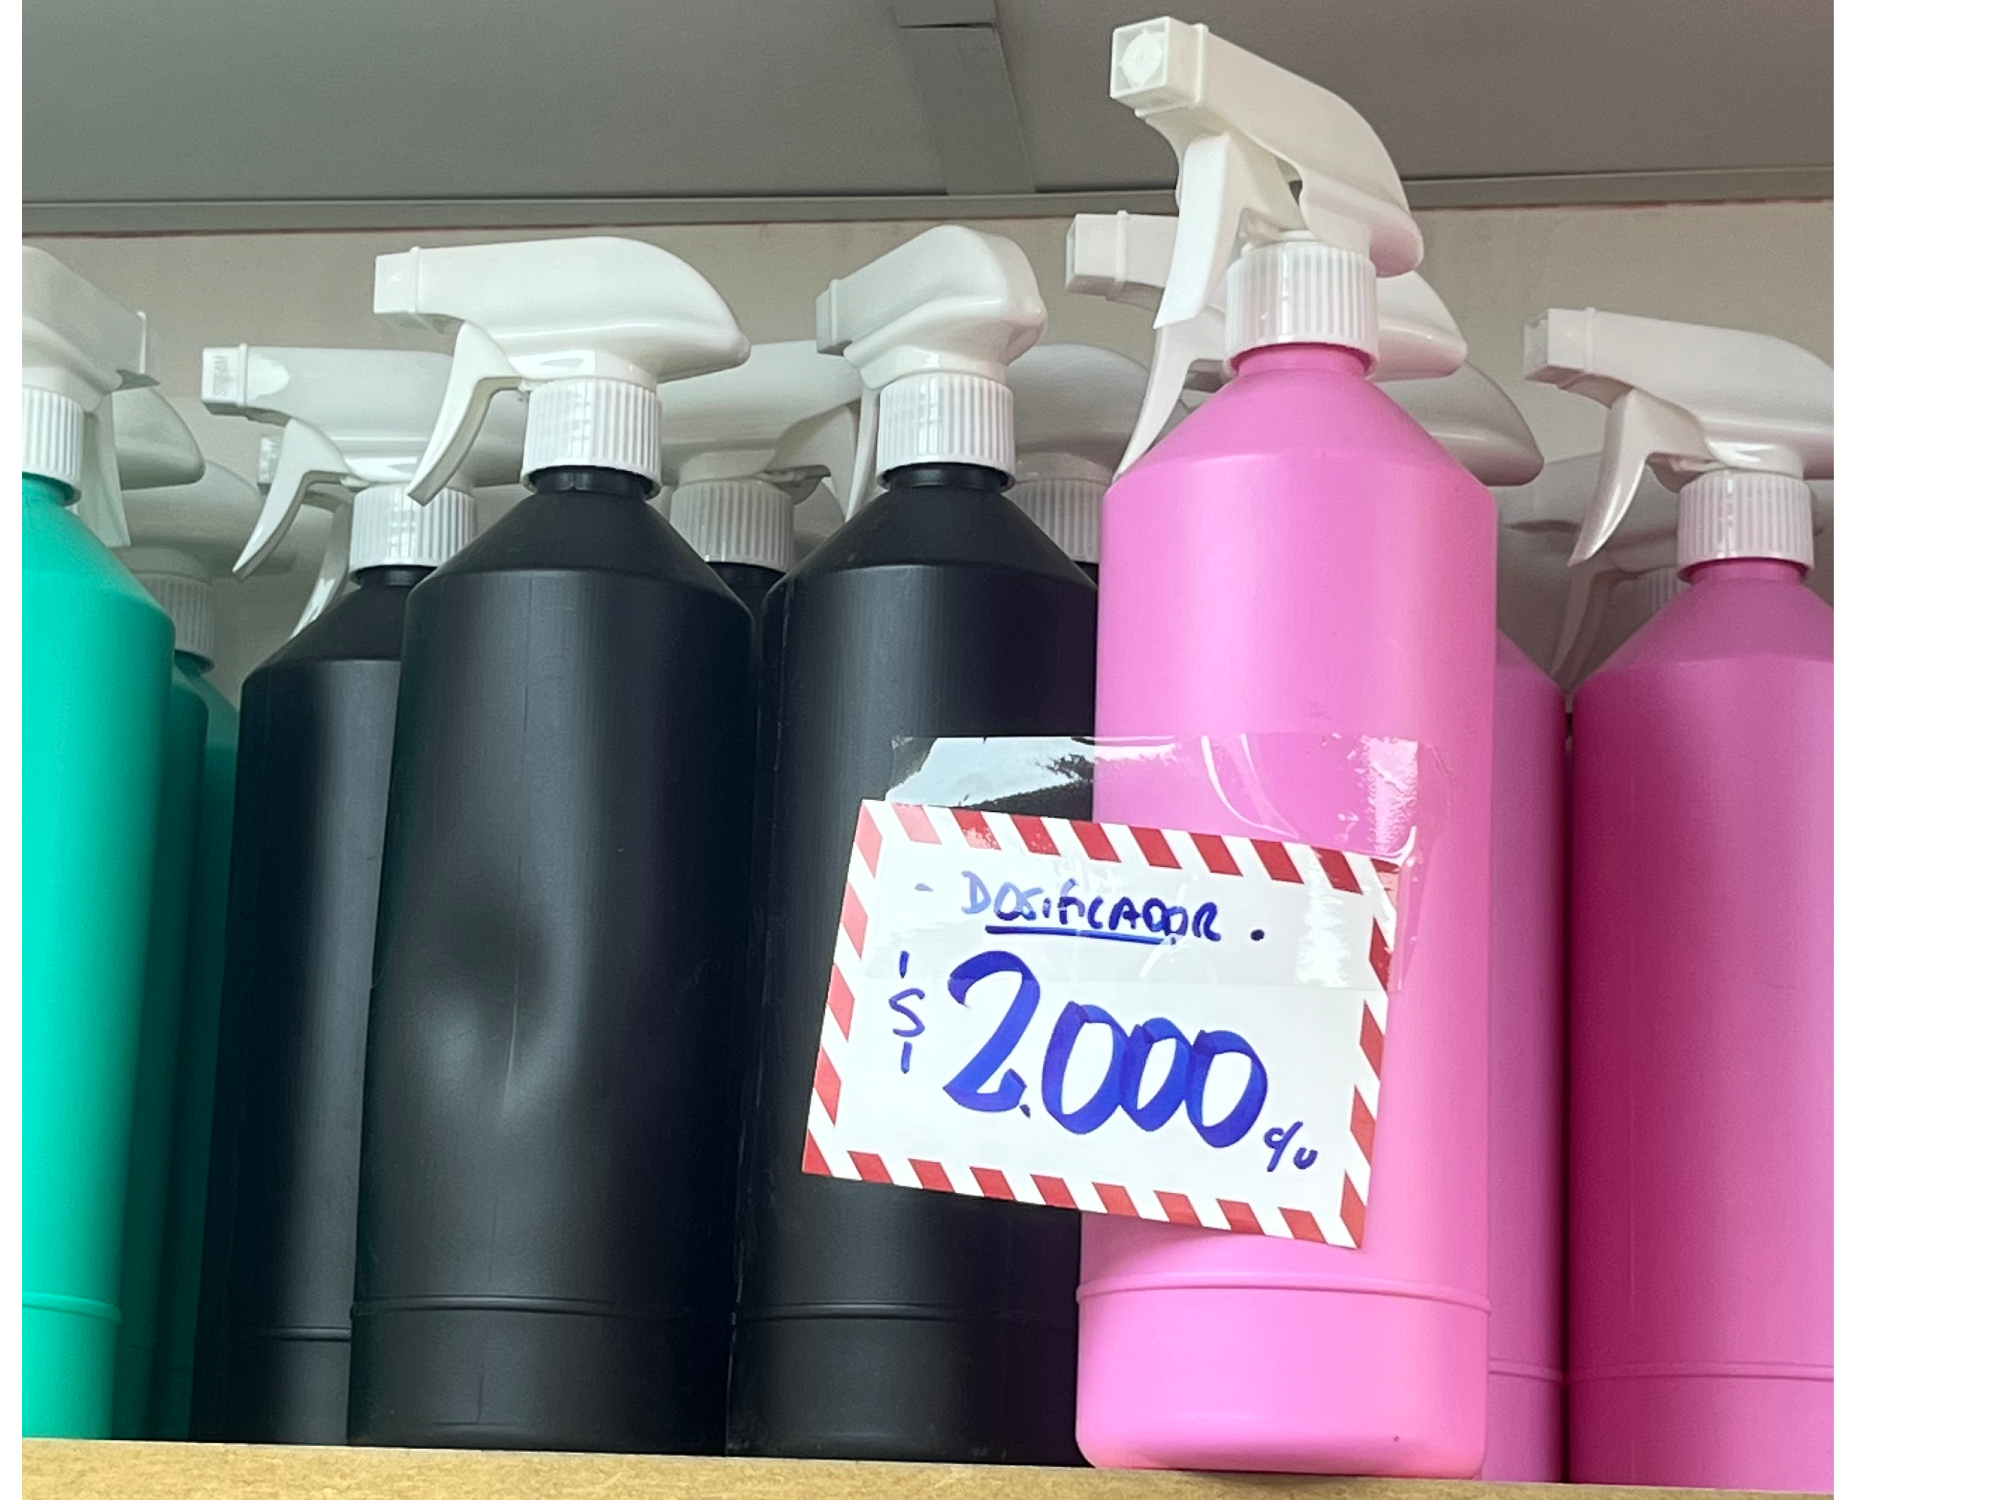 - DOSIFICADOR.
$ 2.000 c/u